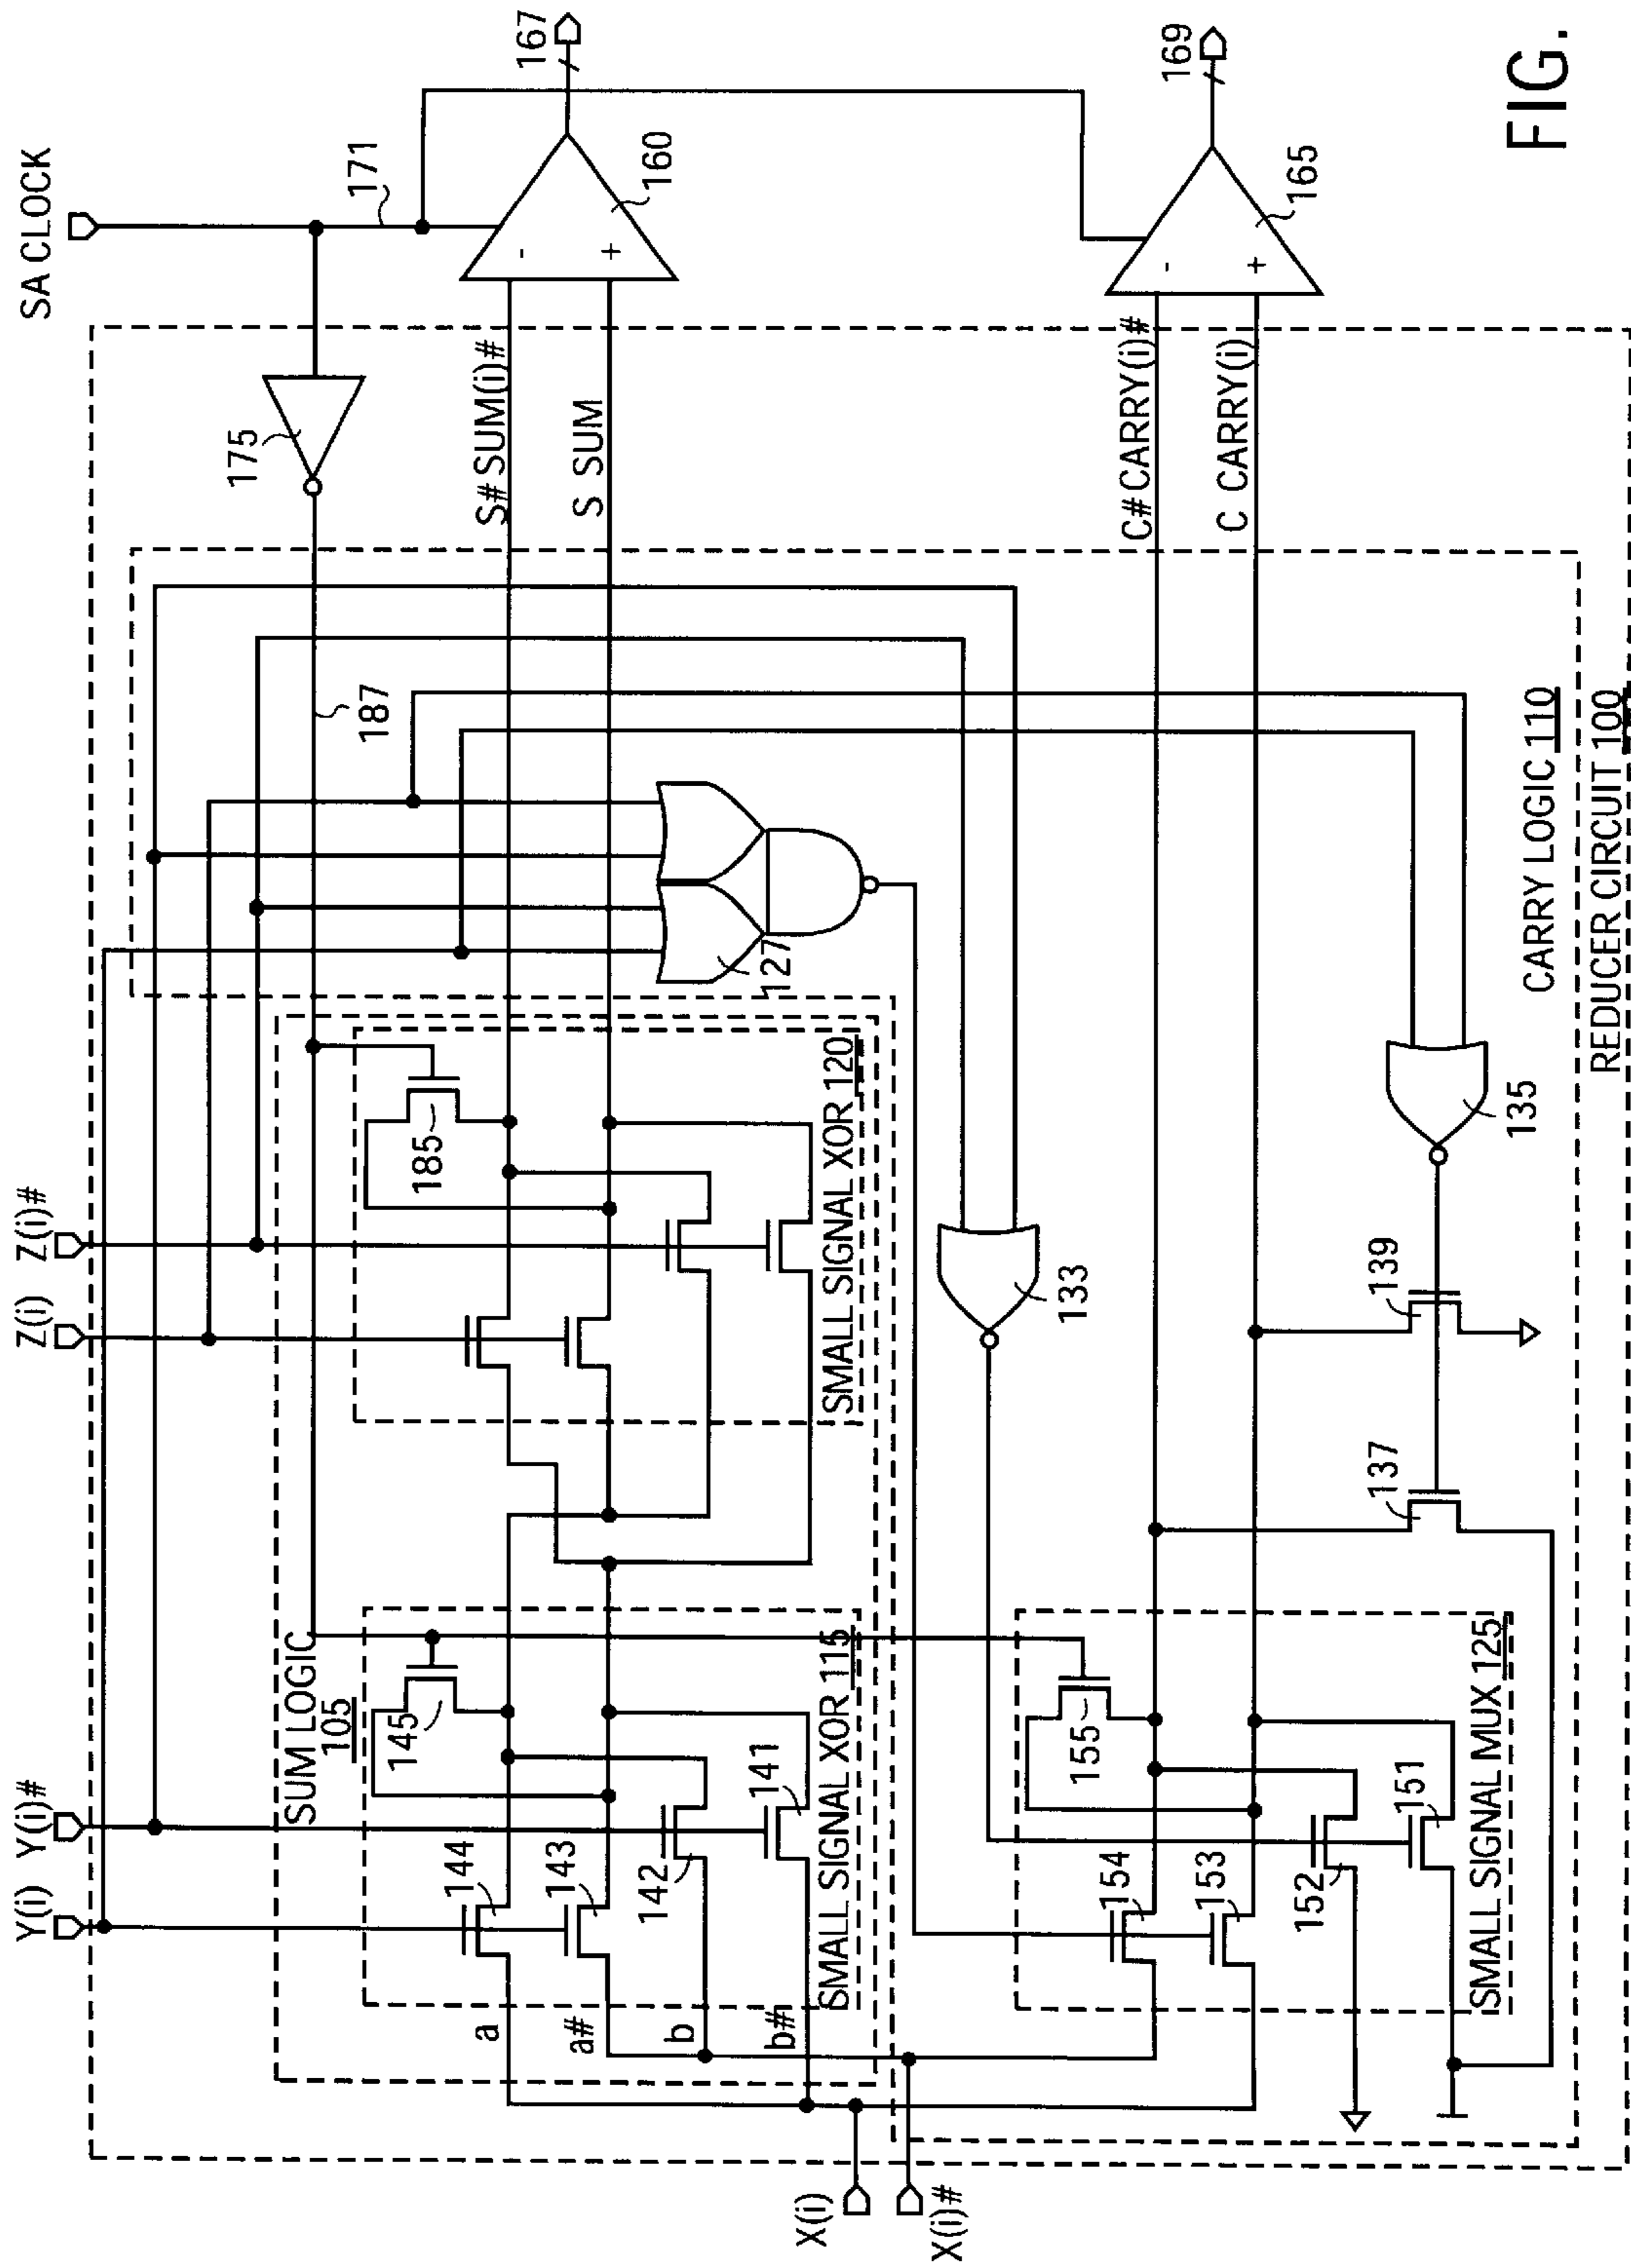 SA CLOCK
171
167
160
169
165
FIG.
175
S# SUM(i)#
S SUM
C# CARRY(i)#
C CARRY(i)
187
127
CARRY LOGIC 110
REDUCER CIRCUIT 100
Z(i)
Z(i)#
185
SMALL SIGNAL XOR 120
133
135
139
137
SUM LOGIC
105
Y(i)
Y(i)#
145
144
143
142
141
SMALL SIGNAL XOR 115
a
a#
b
b#
155
154
153
152
151
SMALL SIGNAL MUX 125
X(i)
X(i)#